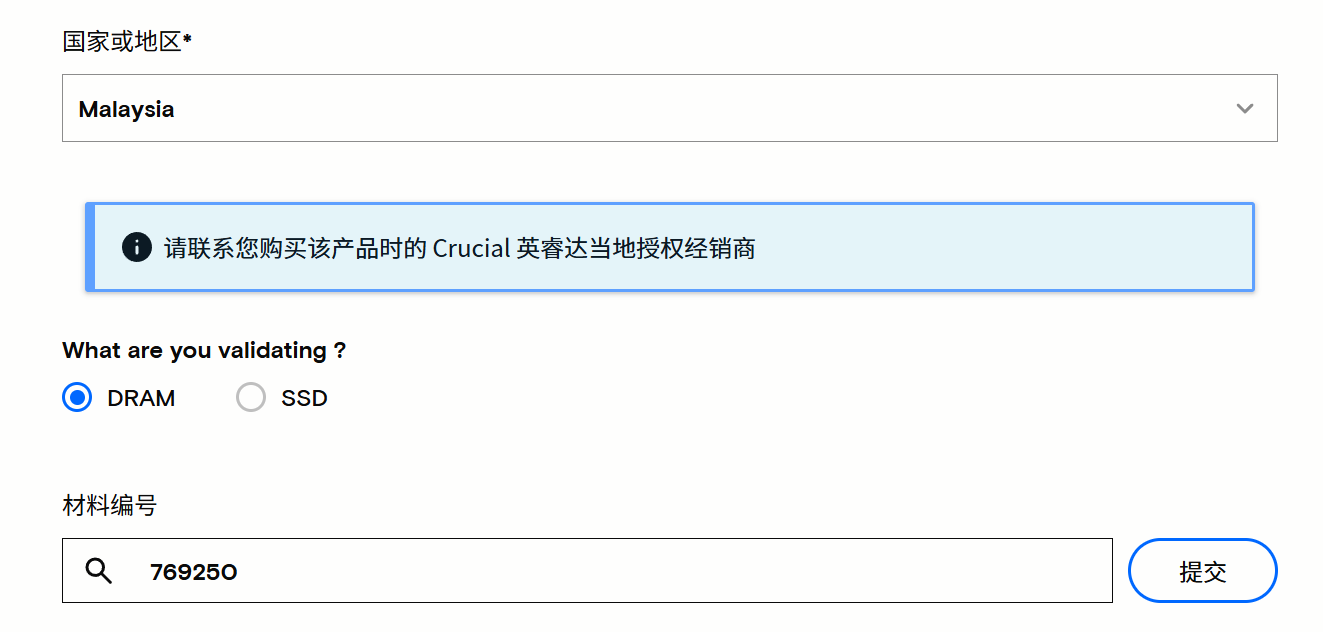 国家或地区*
Malaysia
请联系您购买该产品时的 Crucial 英睿达当地授权经销商
What are you validating ?
DRAM SSD
材料编号
769250 提交